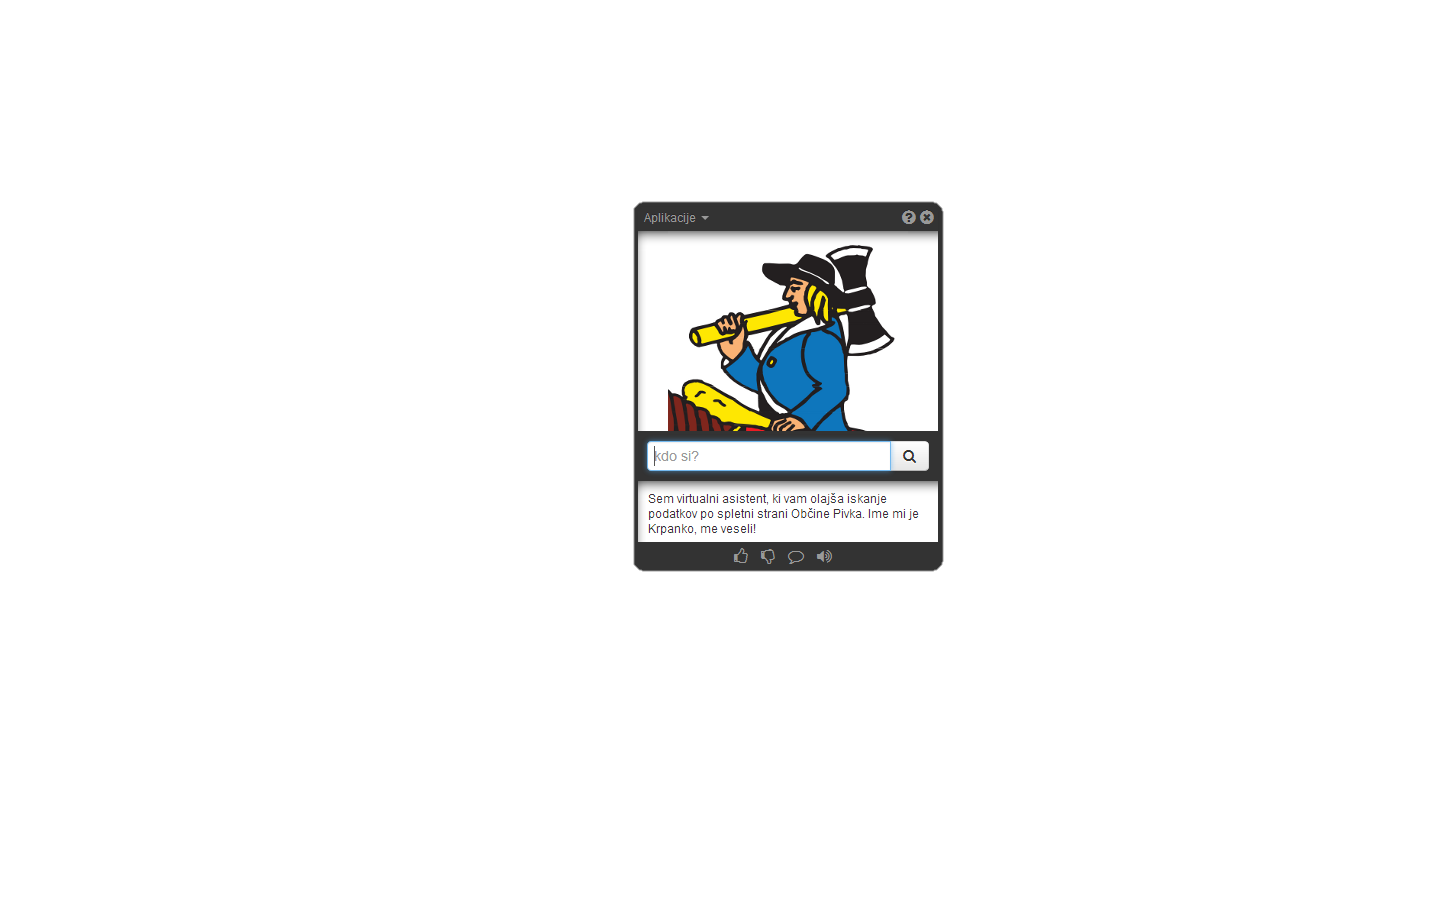 Aplikacije
kdo si?
Sem virtualni asistent, ki vam olajša iskanje
podatkov po spletni strani Občine Pivka. Ime mi je
Krpanko, me veseli!